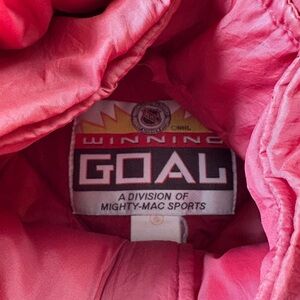 ©NHL
WINNING
GOAL
A DIVISION OF
MIGHTY-MAC SPORTS